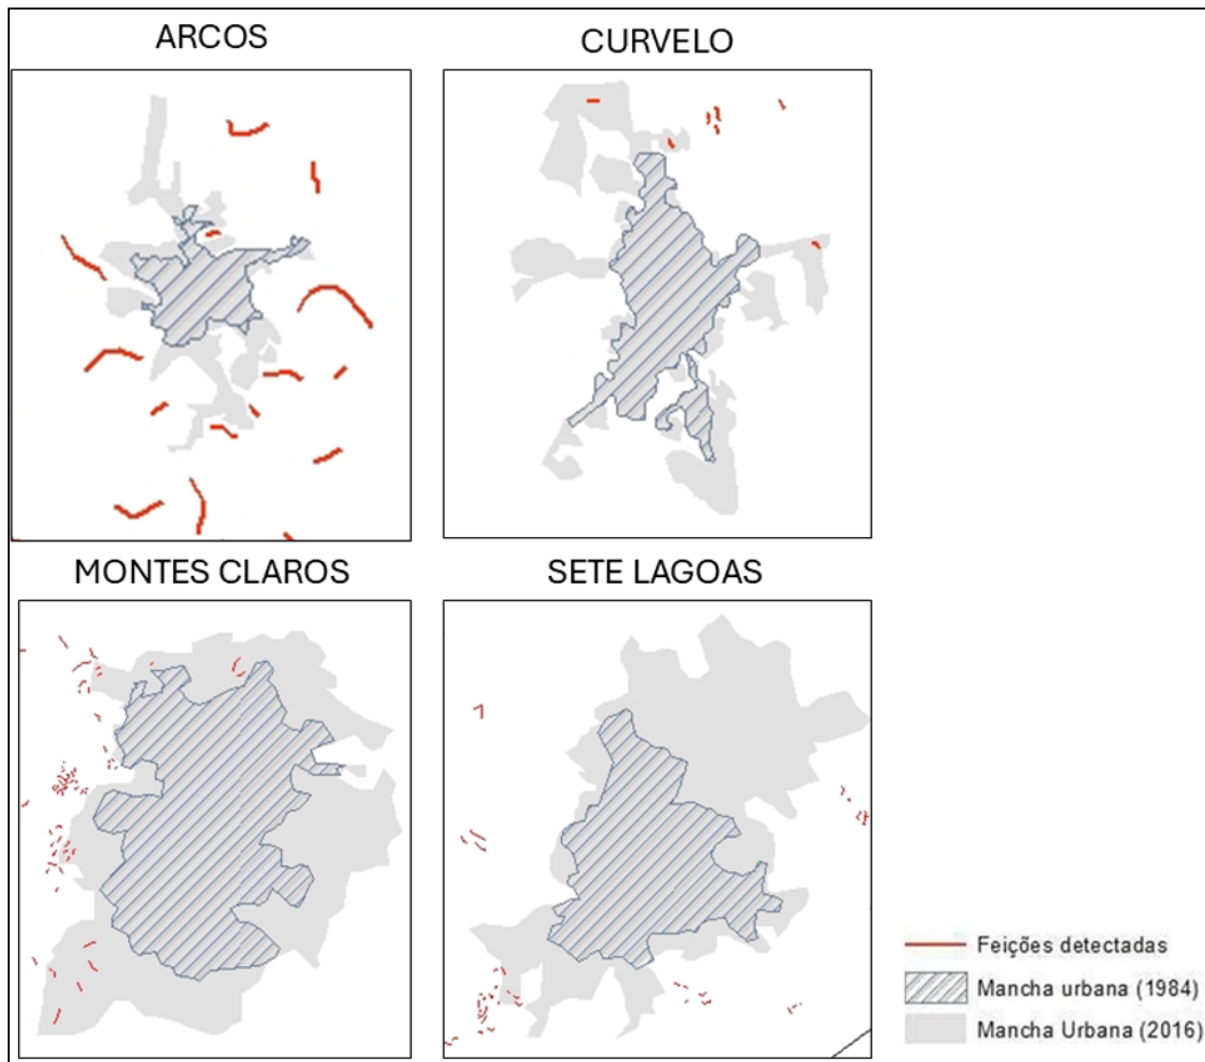 ARCOS
CURVELO
MONTES CLAROS
SETE LAGOAS
Feições detectadas
Mancha urbana (1984)
Mancha Urbana (2016)